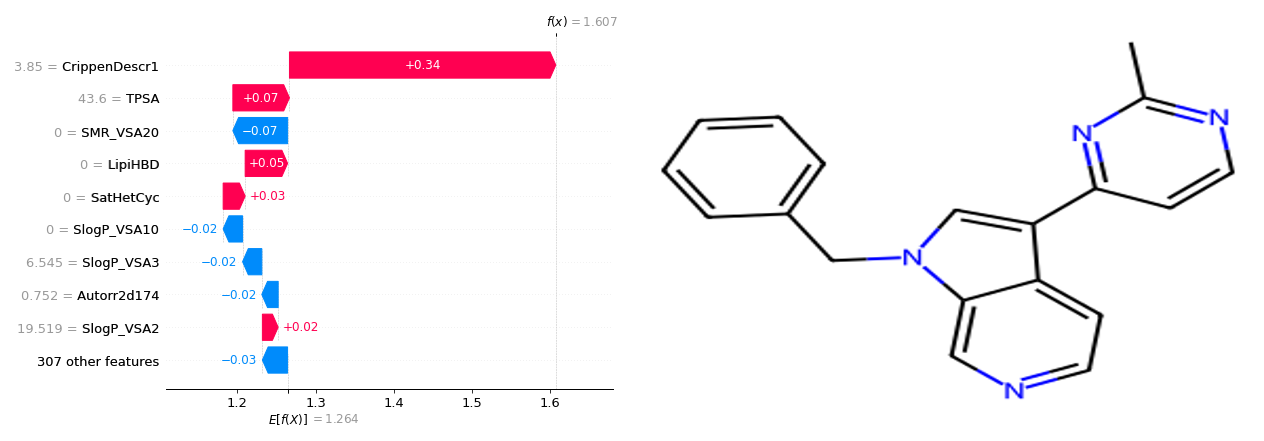 f(x) = 1.607
3.85 = CrippenDescr1
+0.34
43.6 = TPSA
+0.07
0 = SMR_VSA20
−0.07
0 = LipiHBD
+0.05
0 = SatHetCyc
+0.03
0 = SlogP_VSA10
−0.02
6.545 = SlogP_VSA3
−0.02
0.752 = Autorr2d174
−0.02
19.519 = SlogP_VSA2
+0.02
307 other features
−0.03
1.2 1.3 1.4 1.5 1.6
E[f(X)] = 1.264
N
N
N
N